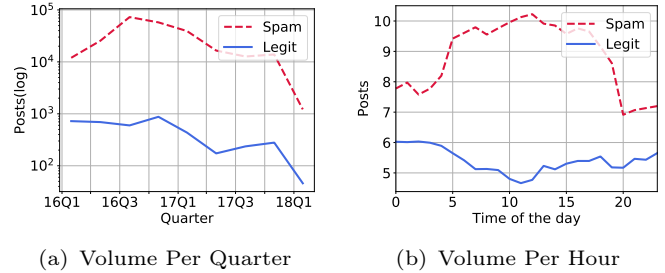 10^5
10^4
10^3
10^2
Posts(log)
Spam
Legit
16Q1 16Q3 17Q1 17Q3 18Q1
Quarter
(a) Volume Per Quarter
10
9
8
7
6
5
Posts
Spam
Legit
0 5 10 15 20
Time of the day
(b) Volume Per Hour